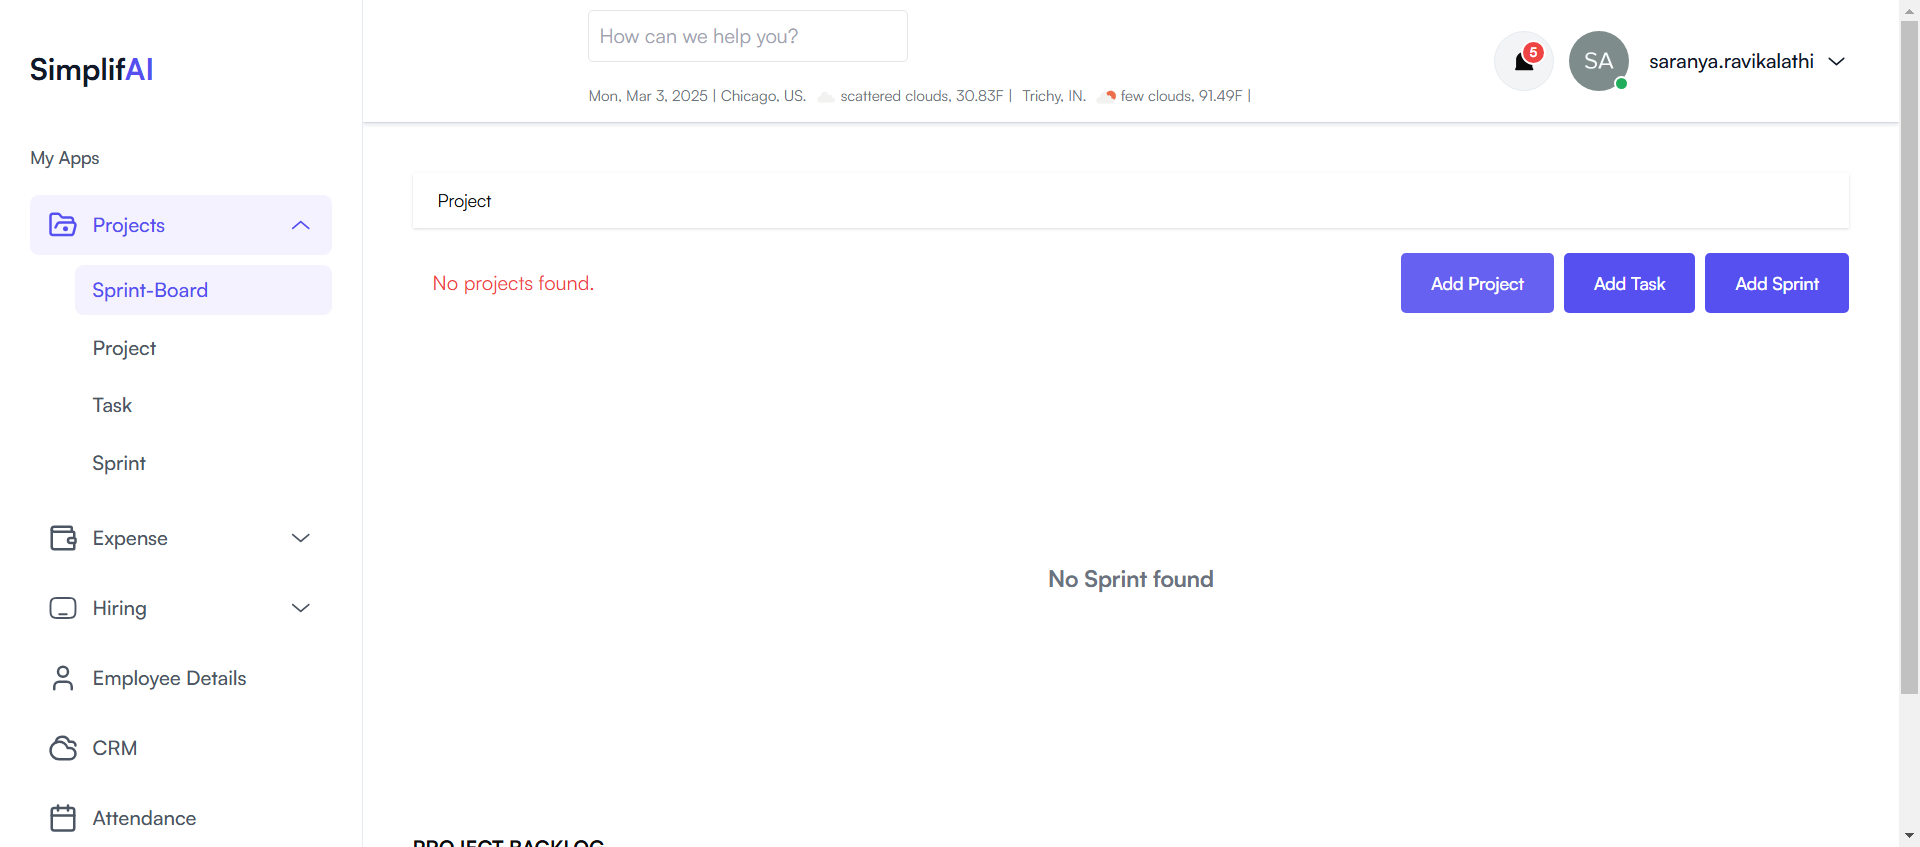 SimplifAI
My Apps
Projects
Sprint-Board
Project
Task
Sprint
Expense
Hiring
Employee Details
CRM
Attendance
How can we help you?
Mon, Mar 3, 2025 | Chicago, US. scattered clouds, 30.83F | Trichy, IN. few clouds, 91.49F |
5
SA
saranya.ravikalathi
Project
No projects found.
Add Project
Add Task
Add Sprint
No Sprint found
PROJECT BACKLOG